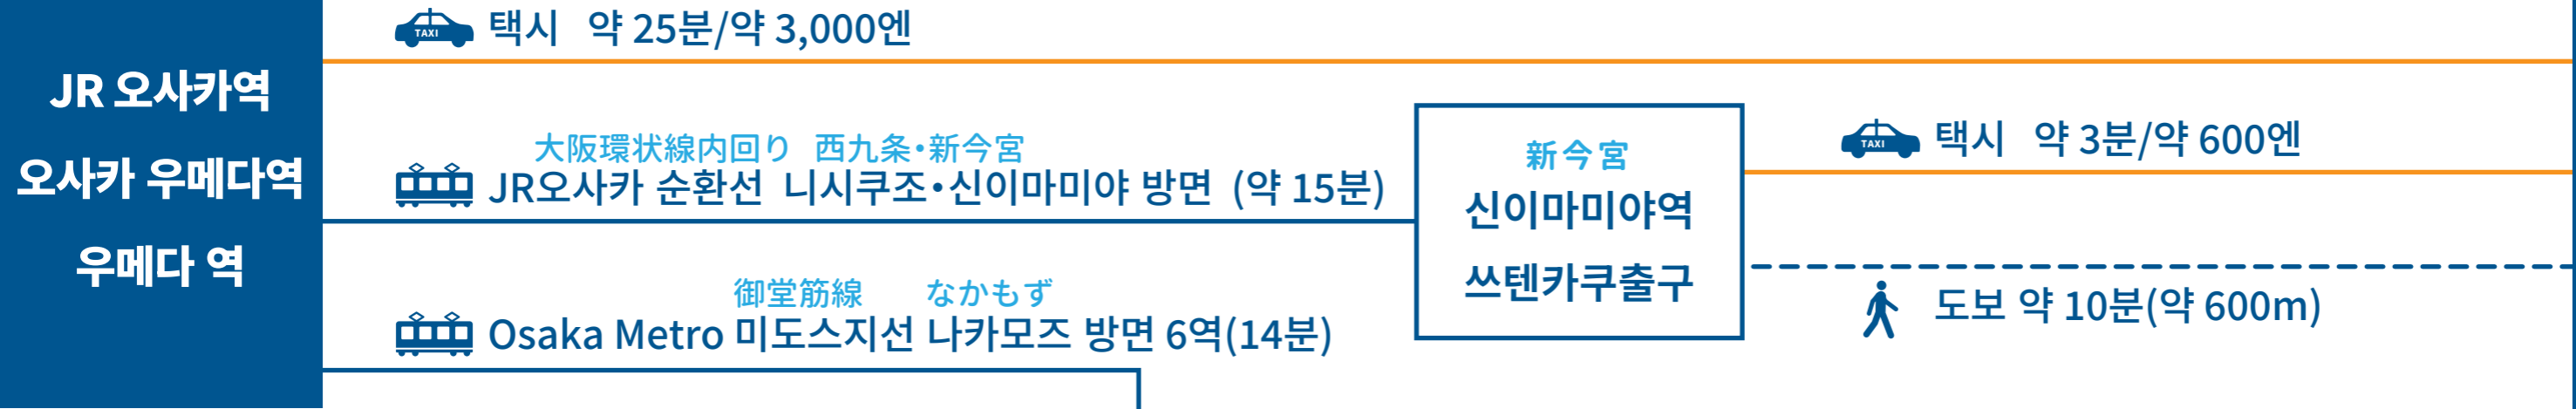 JR 오사카역
오사카 우메다역
우메다 역
TAXI 택시 약 25분/약 3,000엔
大阪環状線内回り 西九条・新今宮
JR오사카 순환선 니시쿠조・신이마미야 방면 (약 15분)
新今宮
신이마미야역
쓰텐카쿠출구
TAXI 택시 약 3분/약 600엔
도보 약 10분(약 600m)
御堂筋線 なかもず
Osaka Metro 미도스지선 나카모즈 방면 6역(14분)